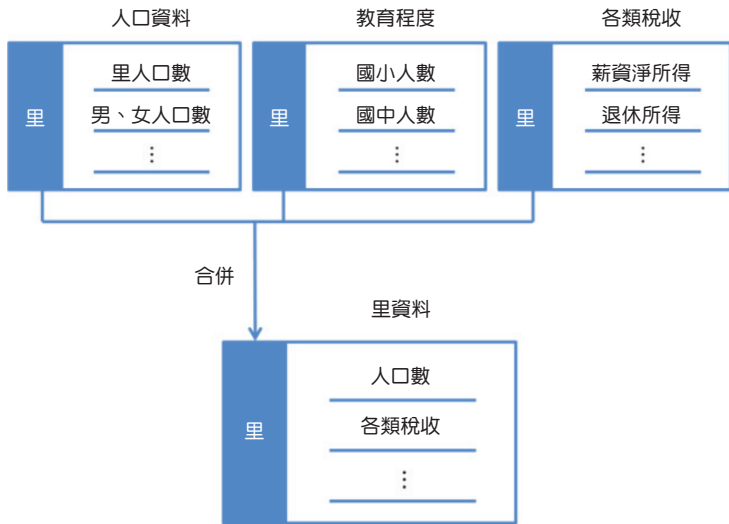 人口資料
教育程度
各類稅收
里
里人口數
男、女人口數
⋮
里
國小人數
國中人數
⋮
里
薪資淨所得
退休所得
⋮
合併
里資料
里
人口數
各類稅收
⋮